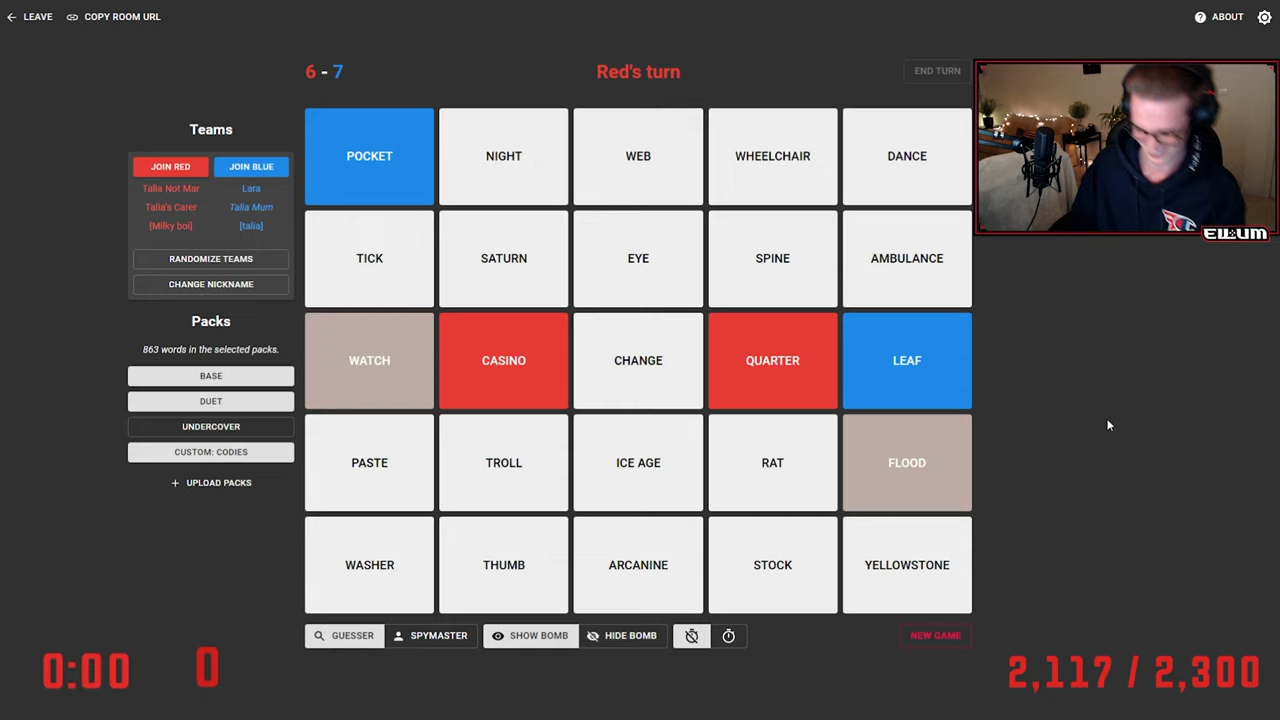 LEAVE
COPY ROOM URL
ABOUT
6 - 7
Red's turn
END TURN
Teams
JOIN RED
JOIN BLUE
Talia Not Mar
Lara
Talia's Carer
Talia Mum
[Milky boi]
[talia]
RANDOMIZE TEAMS
CHANGE NICKNAME
Packs
863 words in the selected packs.
BASE
DUET
UNDERCOVER
CUSTOM: CODIES
UPLOAD PACKS
POCKET
NIGHT
WEB
WHEELCHAIR
DANCE
TICK
SATURN
EYE
SPINE
AMBULANCE
WATCH
CASINO
CHANGE
QUARTER
LEAF
PASTE
TROLL
ICE AGE
RAT
FLOOD
WASHER
THUMB
ARCANINE
STOCK
YELLOWSTONE
GUESSER
SPYMASTER
SHOW BOMB
HIDE BOMB
NEW GAME
0:00
0
2,117 / 2,300